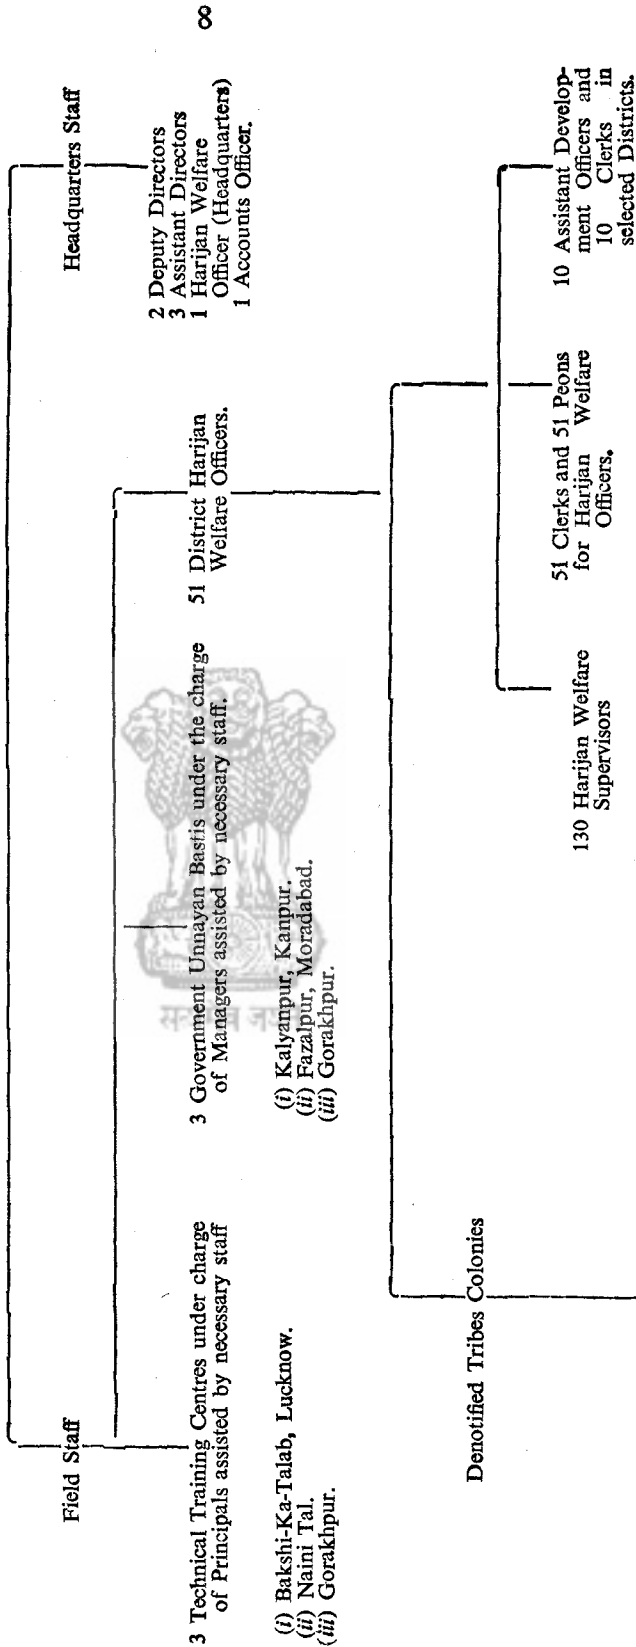 8
Field Staff
Headquarters Staff
2 Deputy Directors
3 Assistant Directors
1 Harijan Welfare
Officer (Headquarters)
1 Accounts Officer.
3 Technical Training Centres under charge
of Principals assisted by necessary staff
(i) Bakshi-Ka-Talab, Lucknow.
(ii) Naini Tal.
(iii) Gorakhpur.
3 Government Unnayan Bastis under the charge
of Managers assisted by necessary staff.
(i) Kalyanpur, Kanpur.
(ii) Fazalpur, Moradabad.
(iii) Gorakhpur.
51 District Harijan
Welfare Officers.
Denotified Tribes Colonies
130 Harijan Welfare
Supervisors
51 Clerks and 51 Peons
for Harijan Welfare
Officers.
10 Assistant Develop-
ment Officers and
10 Clerks in
selected Districts.